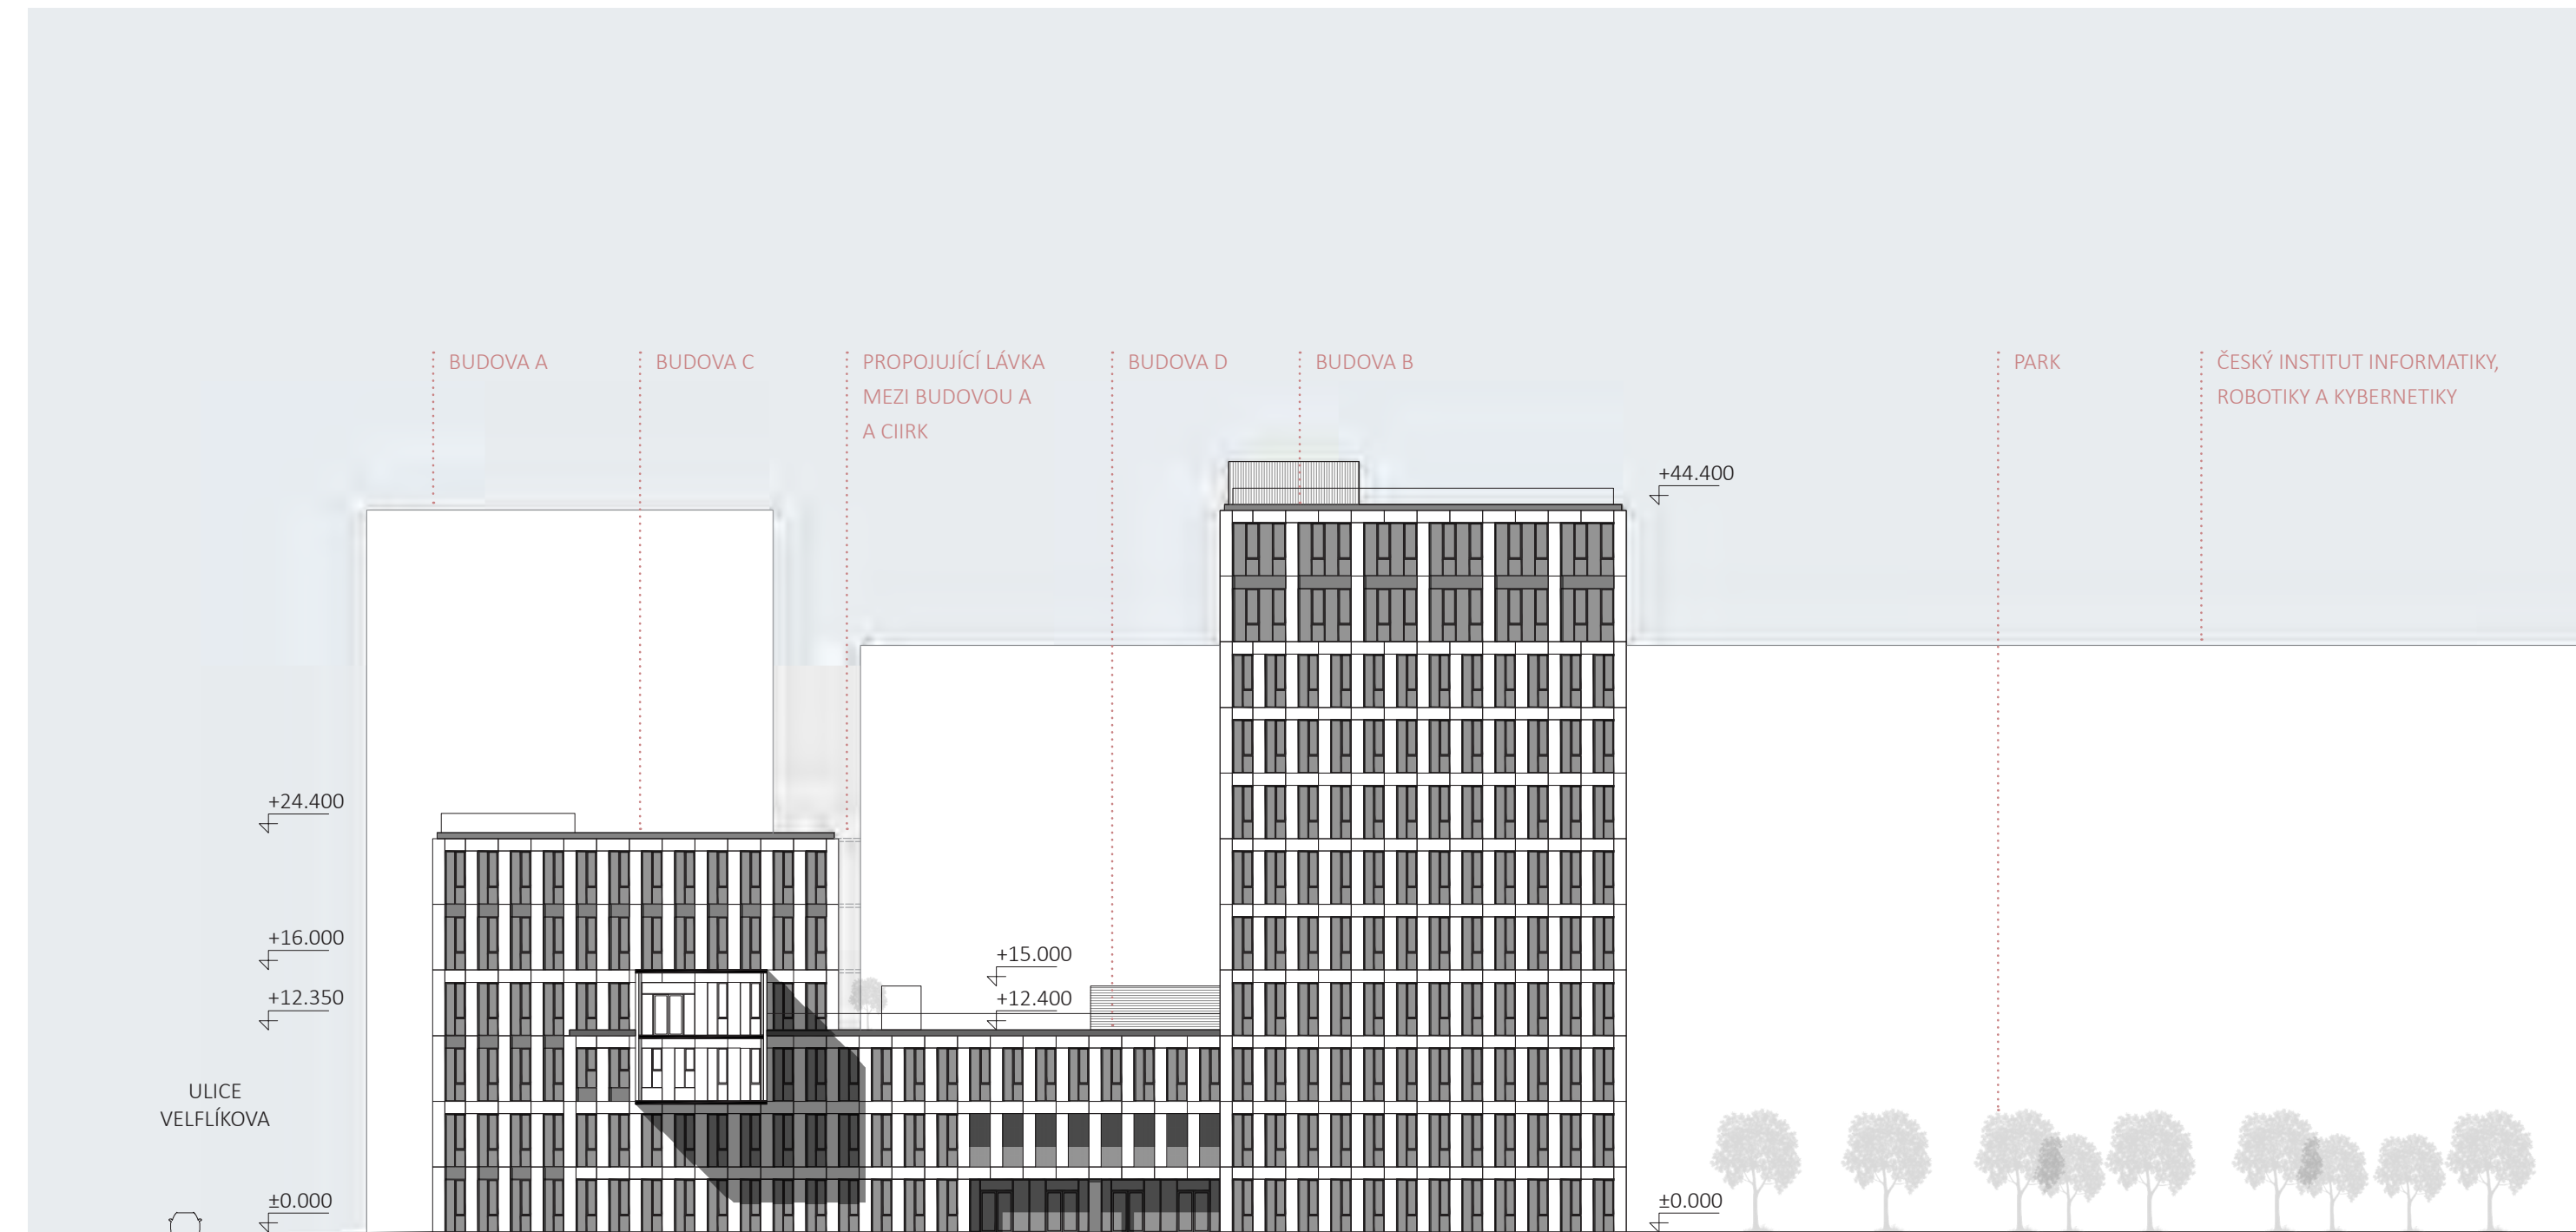 BUDOVA A
BUDOVA C
PROPOJUJÍCÍ LÁVKA
MEZI BUDOVOU A
A CIIRK
BUDOVA D
BUDOVA B
PARK
ČESKÝ INSTITUT INFORMATIKY,
ROBOTIKY A KYBERNETIKY
+44.400
+24.400
+16.000
+12.350
+15.000
+12.400
ULICE
VELFLÍKOVA
±0.000
±0.000